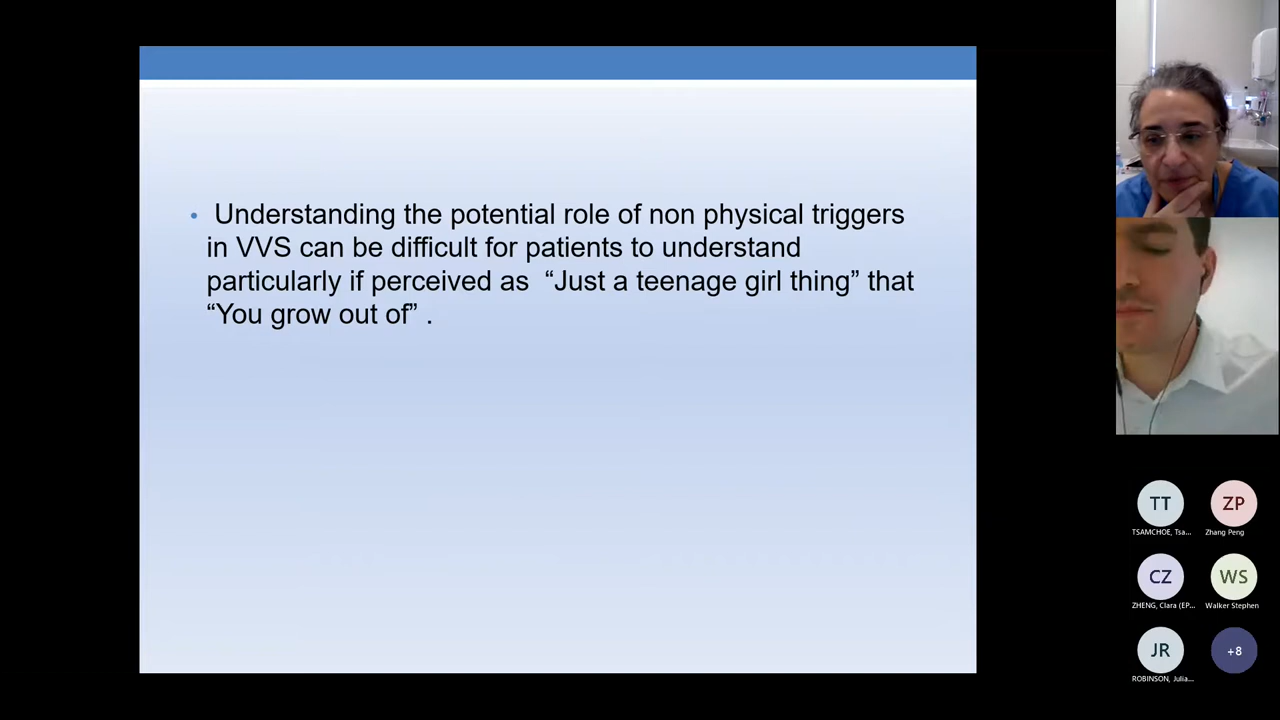 • Understanding the potential role of non physical triggers
in VVS can be difficult for patients to understand
particularly if perceived as “Just a teenage girl thing” that
“You grow out of” .
TT
ZP
TSAMCHOE, Tsa...
Zhang Peng
CZ
WS
ZHENG, Clara (EP...
Walker Stephen
JR
+8
ROBINSON, Julia...